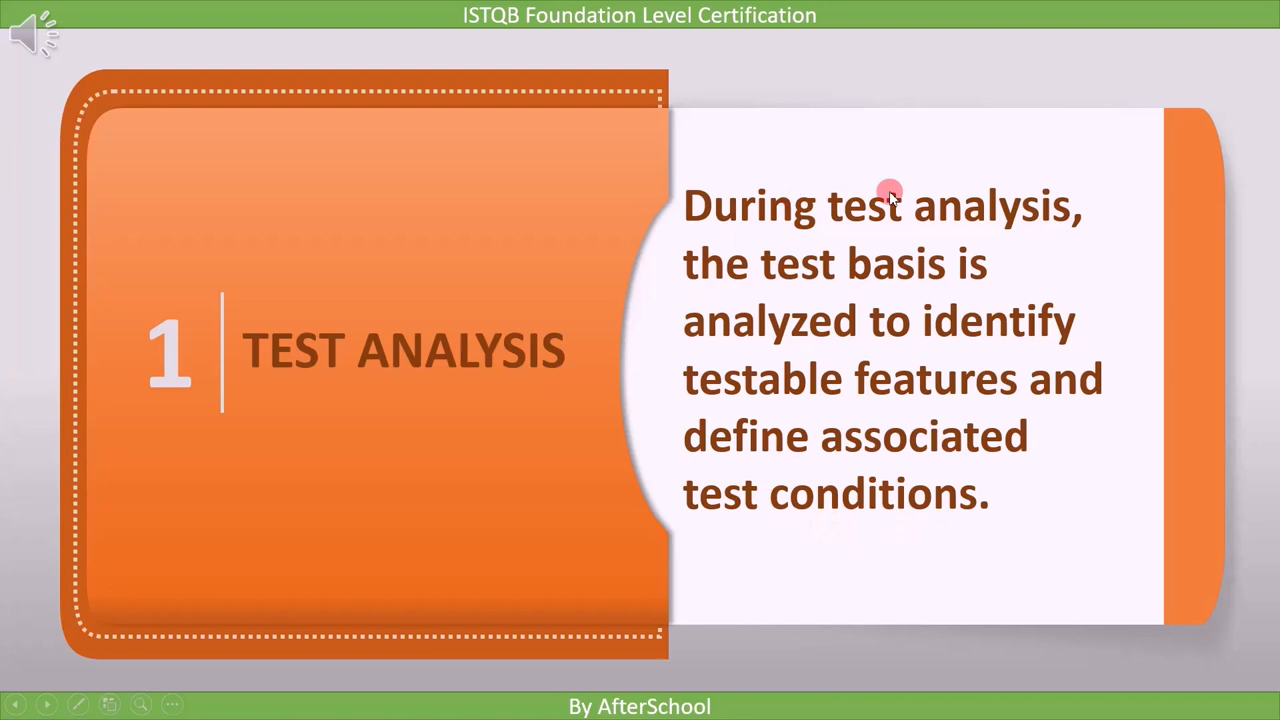 ISTQB Foundation Level Certification
1
TEST ANALYSIS
During test analysis,
the test basis is
analyzed to identify
testable features and
define associated
test conditions.
By AfterSchool